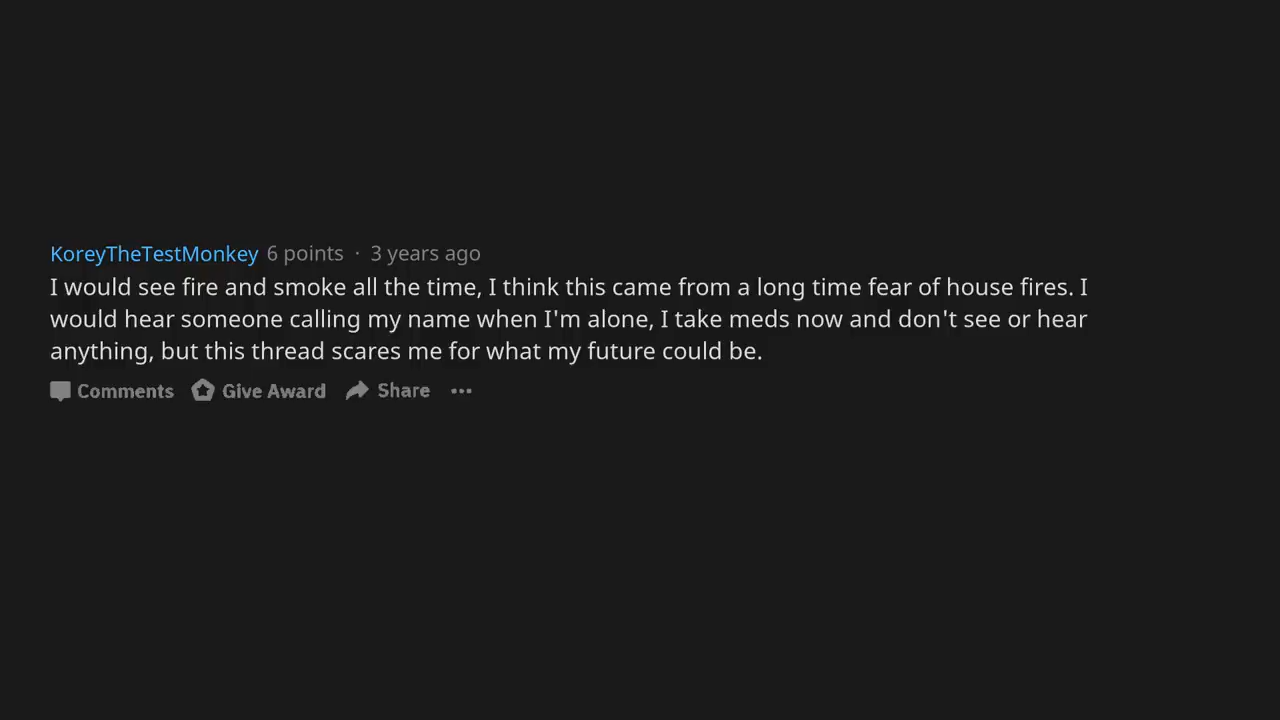 KoreyTheTestMonkey 6 points · 3 years ago
I would see fire and smoke all the time, I think this came from a long time fear of house fires. I
would hear someone calling my name when I'm alone, I take meds now and don't see or hear
anything, but this thread scares me for what my future could be.
Comments Give Award Share ···